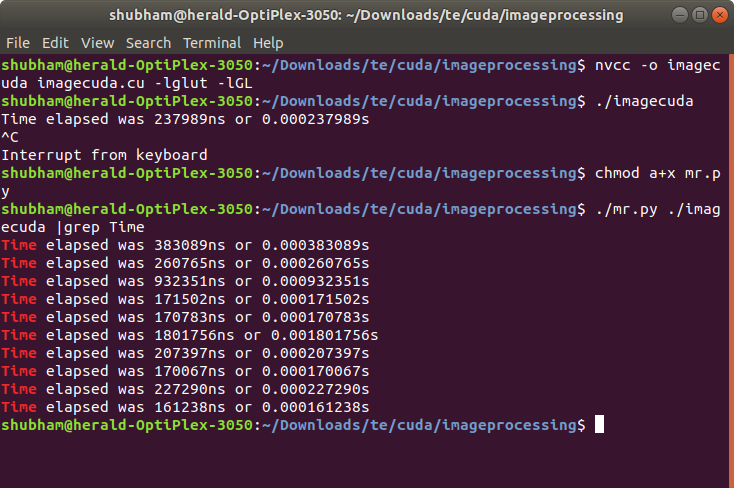 shubham@herald-OptiPlex-3050: ~/Downloads/te/cuda/imageprocessing
File Edit View Search Terminal Help
shubham@herald-OptiPlex-3050:~/Downloads/te/cuda/imageprocessing$ nvcc -o imagec
uda imagecuda.cu -lglut -lGL
shubham@herald-OptiPlex-3050:~/Downloads/te/cuda/imageprocessing$ ./imagecuda
Time elapsed was 237989ns or 0.000237989s
^C
Interrupt from keyboard
shubham@herald-OptiPlex-3050:~/Downloads/te/cuda/imageprocessing$ chmod a+x mr.p
y
shubham@herald-OptiPlex-3050:~/Downloads/te/cuda/imageprocessing$ ./mr.py ./imag
ecuda |grep Time
Time elapsed was 383089ns or 0.000383089s
Time elapsed was 260765ns or 0.000260765s
Time elapsed was 932351ns or 0.000932351s
Time elapsed was 171502ns or 0.000171502s
Time elapsed was 170783ns or 0.000170783s
Time elapsed was 1801756ns or 0.001801756s
Time elapsed was 207397ns or 0.000207397s
Time elapsed was 170067ns or 0.000170067s
Time elapsed was 227290ns or 0.000227290s
Time elapsed was 161238ns or 0.000161238s
shubham@herald-OptiPlex-3050:~/Downloads/te/cuda/imageprocessing$